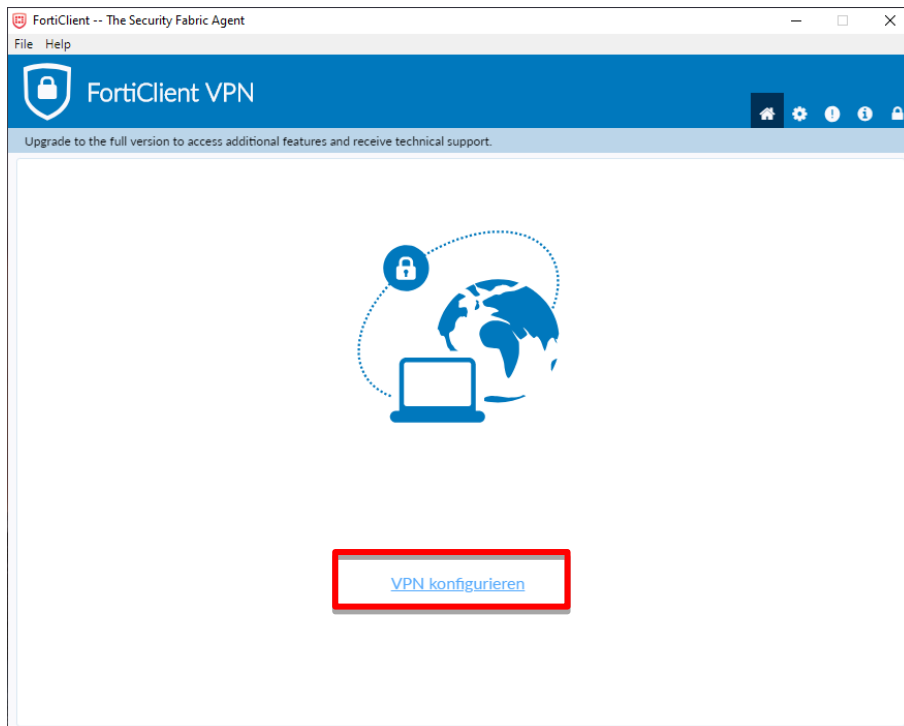 FortiClient -- The Security Fabric Agent
File Help
FortiClient VPN
Upgrade to the full version to access additional features and receive technical support.
VPN konfigurieren